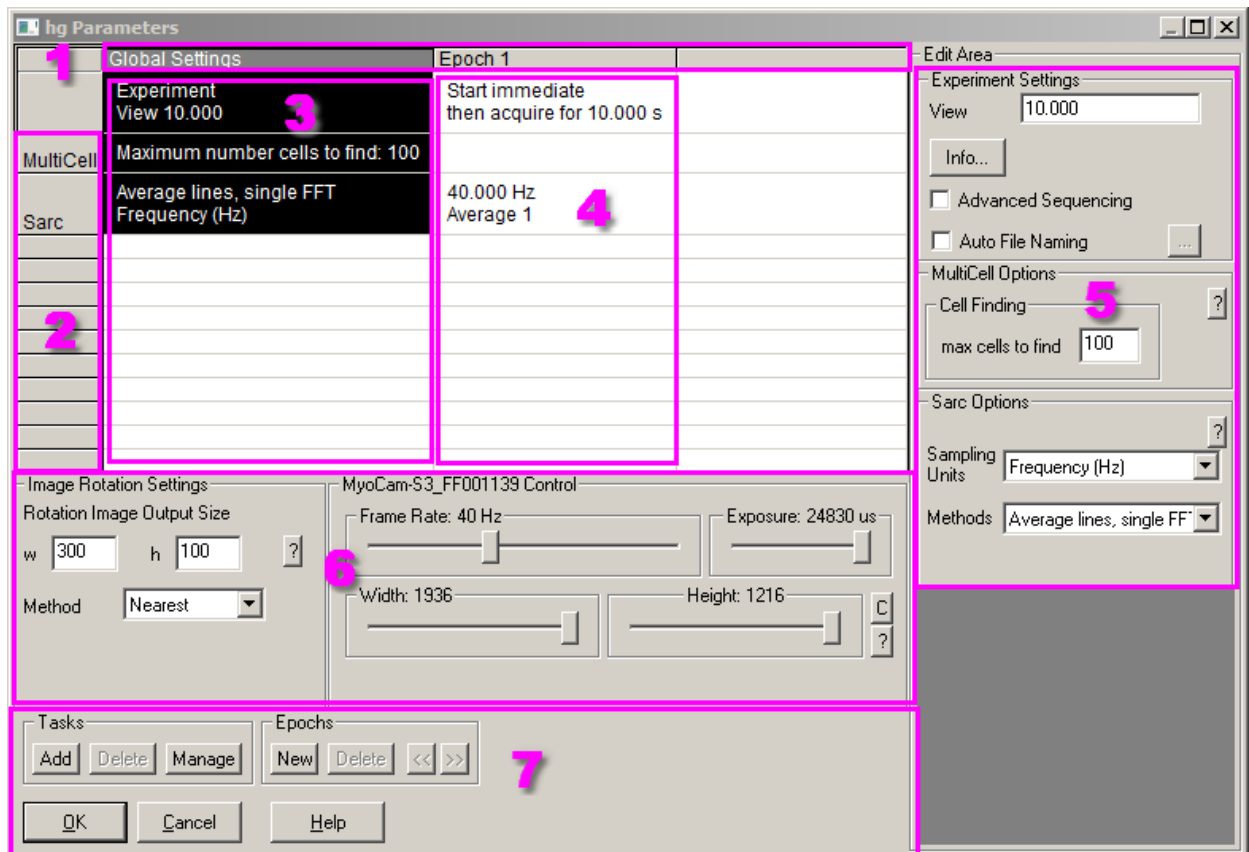 hg Parameters
1
Global Settings
Epoch 1
Experiment
View 10.000
3
Start immediate
then acquire for 10.000 s
MultiCell
Maximum number cells to find: 100
Sarc
Average lines, single FFT
Frequency (Hz)
40.000 Hz
Average 1
4
2
Edit Area
Experiment Settings
View 10.000
Info...
Advanced Sequencing
Auto File Naming ...
MultiCell Options
Cell Finding
5
?
max cells to find 100
Sarc Options
?
Sampling
Units
Frequency (Hz)
Methods Average lines, single FF
Image Rotation Settings
Rotation Image Output Size
w 300 h 100 ?
Method Nearest
6
MyoCam-S3_FF001139 Control
Frame Rate: 40 Hz
Exposure: 24830 us
Width: 1936
Height: 1216
C
?
Tasks
Add Delete Manage
Epochs
New Delete << >>
7
OK Cancel Help